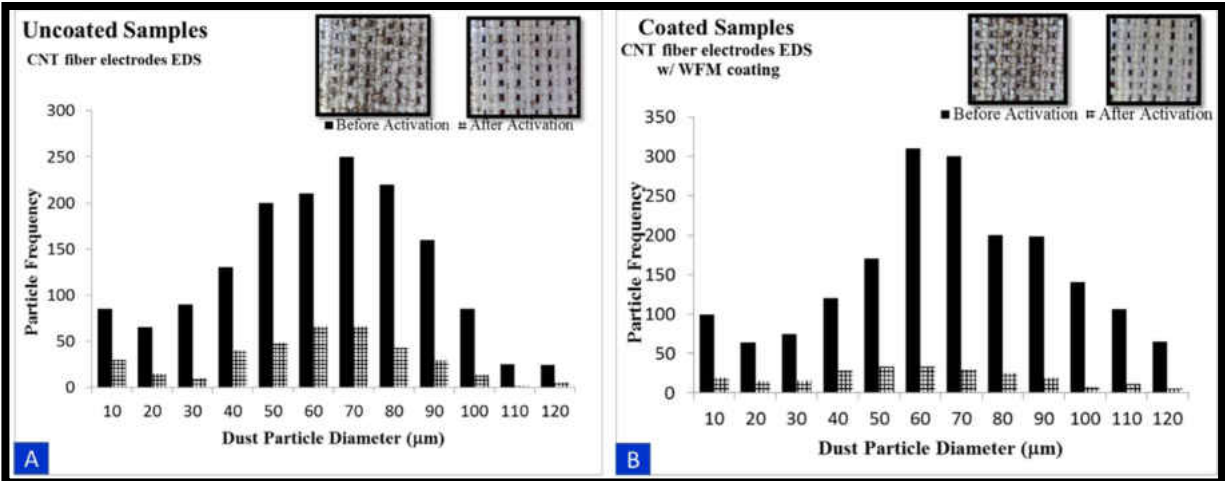 Uncoated Samples
CNT fiber electrodes EDS
■ Before Activation After Activation
Particle Frequency
300
250
200
150
100
50
0
10 20 30 40 50 60 70 80 90 100 110 120
Dust Particle Diameter (μm)
A
Coated Samples
CNT fiber electrodes EDS
w/ WFM coating
■ Before Activation After Activation
Particle Frequency
350
300
250
200
150
100
50
0
10 20 30 40 50 60 70 80 90 100 110 120
Dust Particle Diameter (μm)
B